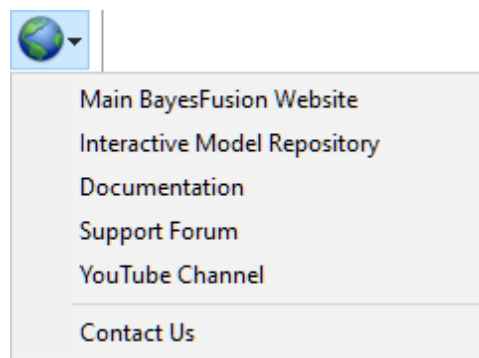 Main BayesFusion Website
Interactive Model Repository
Documentation
Support Forum
YouTube Channel
Contact Us